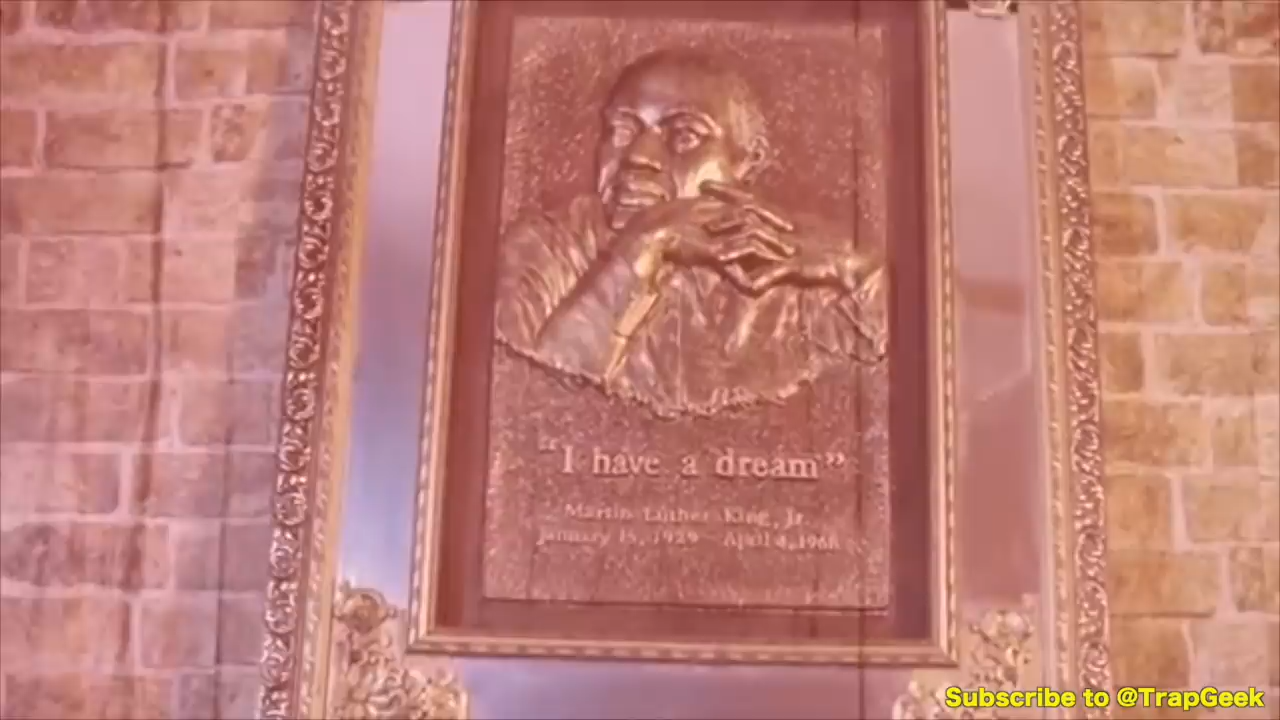 “I have a dream”
Martin Luther King, Jr.
January 15, 1929 - April 4, 1968
Subscribe to @TrapGeek